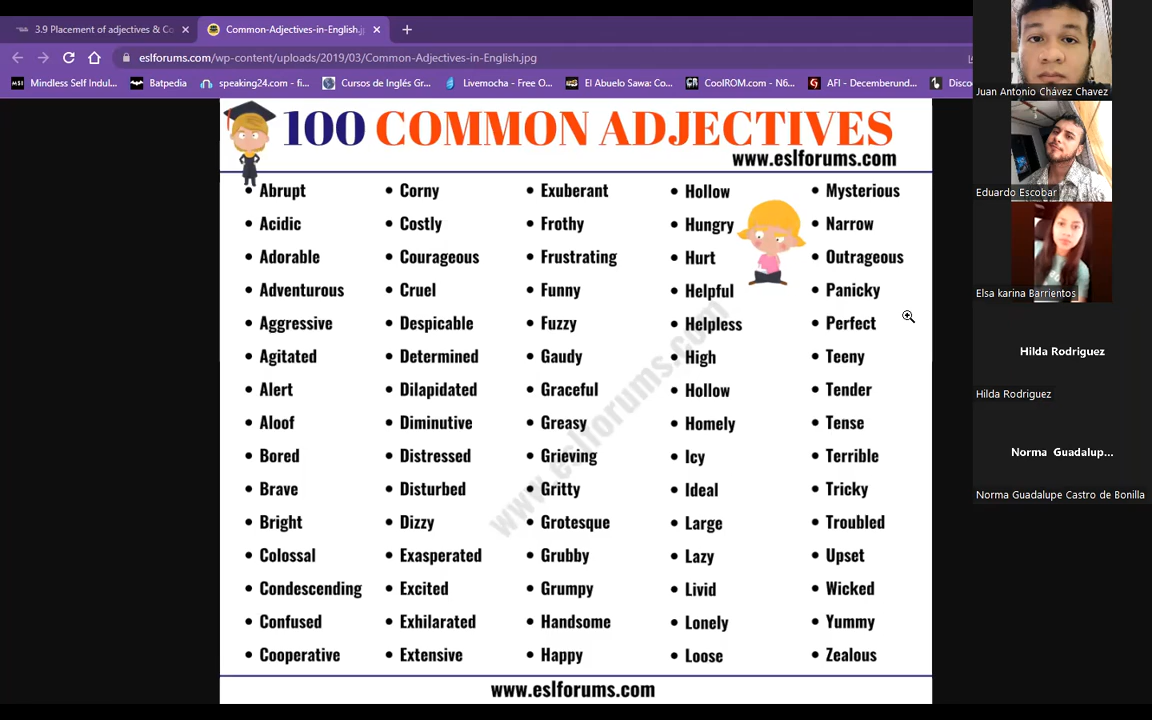 3.9 Placement of adjectives & Co
Common-Adjectives-in-English.j
eslforums.com/wp-content/uploads/2019/03/Common-Adjectives-in-English.jpg
Mindless Self Indul...
Batpedia
speaking24.com - fi...
Cursos de Inglés Gr...
Livemocha - Free O...
El Abuelo Sawa: Co...
CoolROM.com - N6...
AFI - Decemberund...
Disco
100 COMMON ADJECTIVES
www.eslforums.com
Abrupt
Acidic
Adorable
Adventurous
Aggressive
Agitated
Alert
Aloof
Bored
Brave
Bright
Colossal
Condescending
Confused
Cooperative
Corny
Costly
Courageous
Cruel
Despicable
Determined
Dilapidated
Diminutive
Distressed
Disturbed
Dizzy
Exasperated
Excited
Exhilarated
Extensive
Exuberant
Frothy
Frustrating
Funny
Fuzzy
Gaudy
Graceful
Greasy
Grieving
Gritty
Grotesque
Grubby
Grumpy
Handsome
Happy
Hollow
Hungry
Hurt
Helpful
Helpless
High
Hollow
Homely
Icy
Ideal
Large
Lazy
Livid
Lonely
Loose
Mysterious
Narrow
Outrageous
Panicky
Perfect
Teeny
Tender
Tense
Terrible
Tricky
Troubled
Upset
Wicked
Yummy
Zealous
www.eslforums.com
www.eslforums.com
Juan Antonio Chávez Chavez
Eduardo Escobar
Elsa karina Barrientos
Hilda Rodriguez
Hilda Rodriguez
Norma Guadalup...
Norma Guadalupe Castro de Bonilla